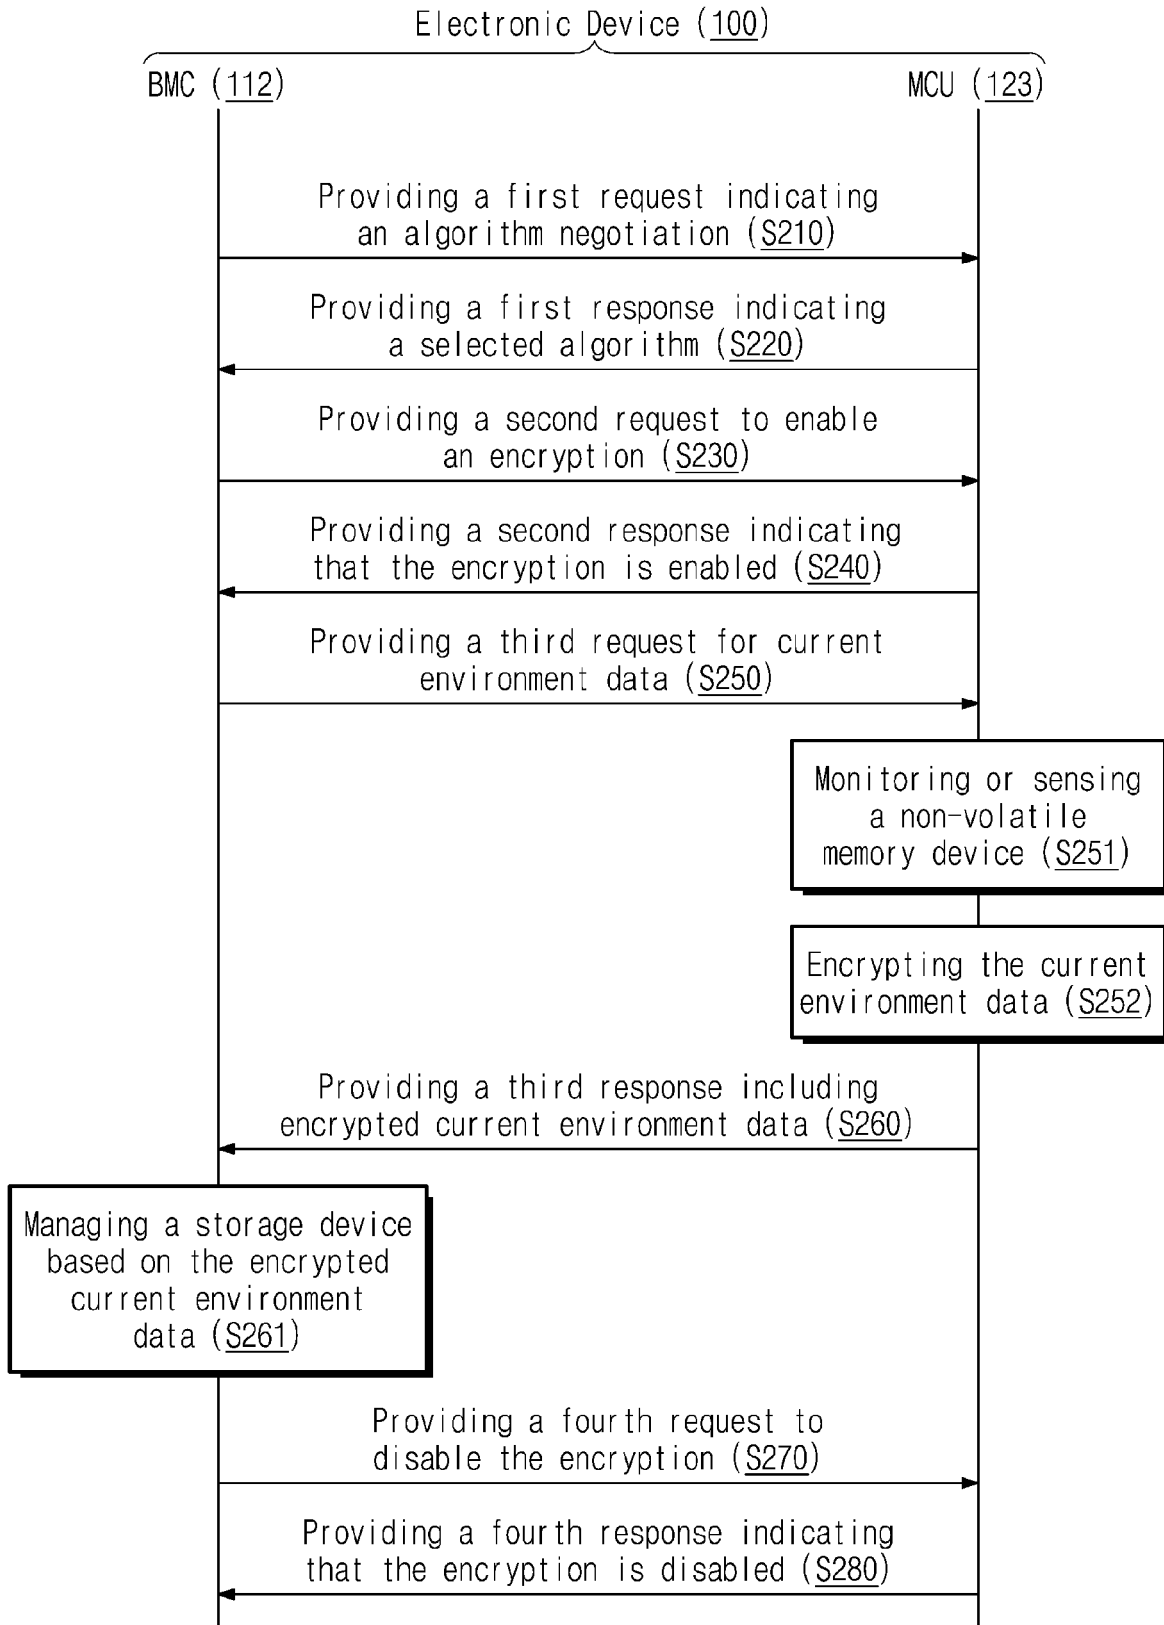 Electronic Device (100)
BMC (112)
MCU (123)
Providing a first request indicating
an algorithm negotiation (S210)
Providing a first response indicating
a selected algorithm (S220)
Providing a second request to enable
an encryption (S230)
Providing a second response indicating
that the encryption is enabled (S240)
Providing a third request for current
environment data (S250)
Monitoring or sensing
a non-volatile
memory device (S251)
Encrypting the current
environment data (S252)
Providing a third response including
encrypted current environment data (S260)
Managing a storage device
based on the encrypted
current environment
data (S261)
Providing a fourth request to
disable the encryption (S270)
Providing a fourth response indicating
that the encryption is disabled (S280)